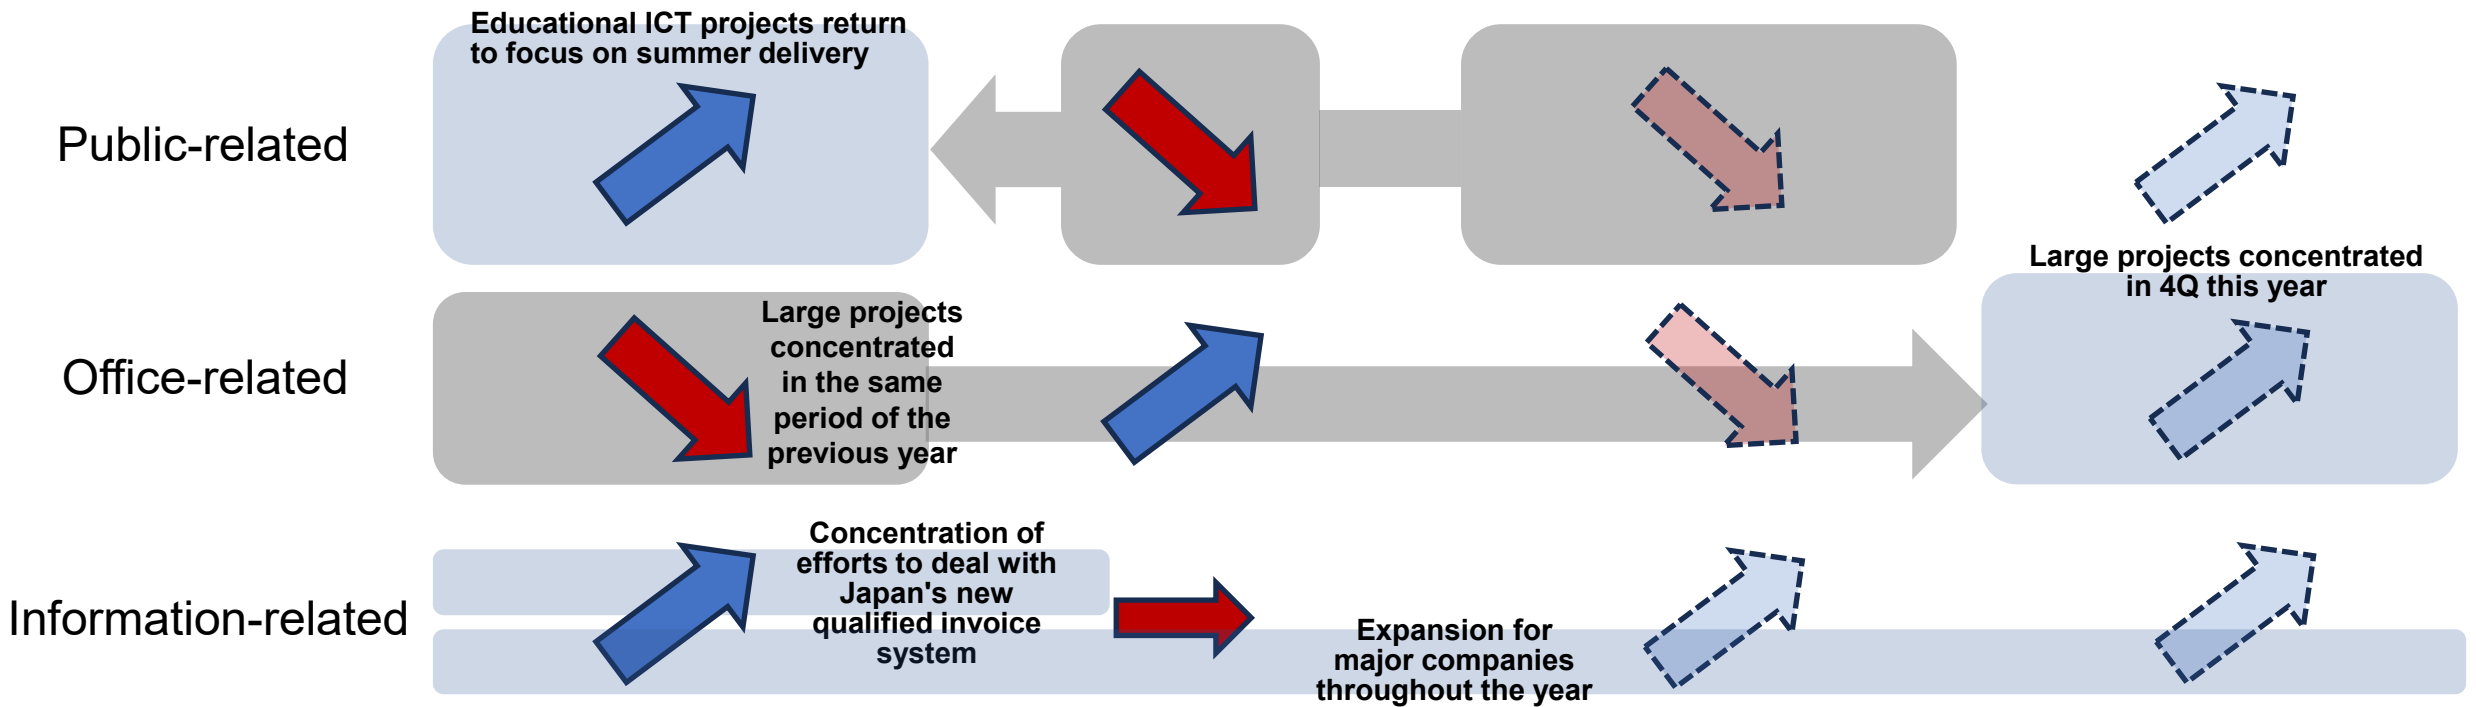 Educational ICT projects return
to focus on summer delivery
Public-related
Large projects concentrated
in 4Q this year
Office-related
Large projects
concentrated
in the same
period of the
previous year
Information-related
Concentration of
efforts to deal with
Japan's new
qualified invoice
system
Expansion for
major companies
throughout the year